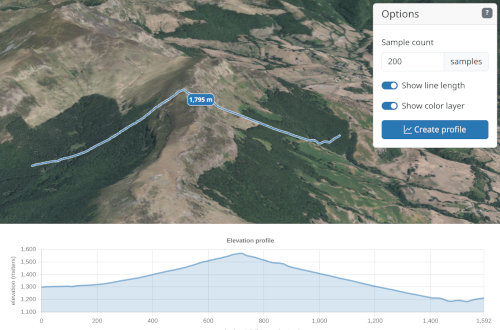 Options
?
Sample count
200 samples
Show line length
Show color layer
Create profile
1,795 m
Elevation profile
elevation (meters)
1,600
1,500
1,400
1,300
1,200
1,100
0 200 400 600 800 1,000 1,200 1,400 1,592